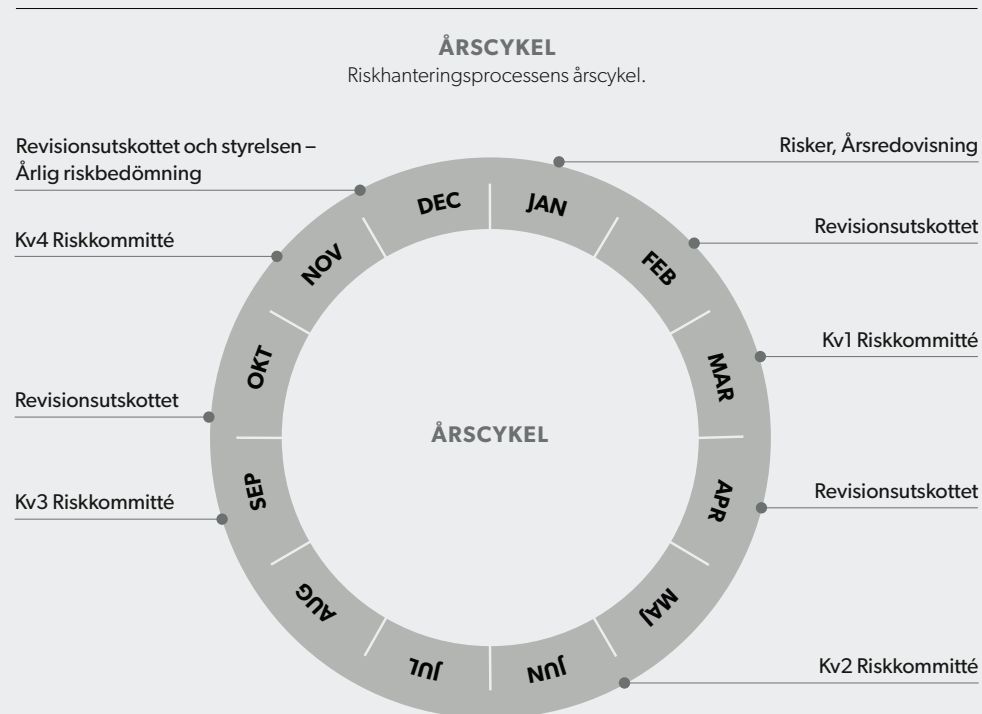 ÅRSCYKEL
Riskhanteringsprocessens årscykel.
Revisionsutskottet och styrelsen –
Årlig riskbedömning
Kv4 Riskkommitté
Revisionsutskottet
Kv3 Riskkommitté
Risker, Årsredovisning
Revisionsutskottet
Kv1 Riskkommitté
Revisionsutskottet
Kv2 Riskkommitté
JAN
FEB
MAR
APR
MAJ
JUN
JUL
AUG
SEP
OKT
NOV
DEC
ÅRSCYKEL